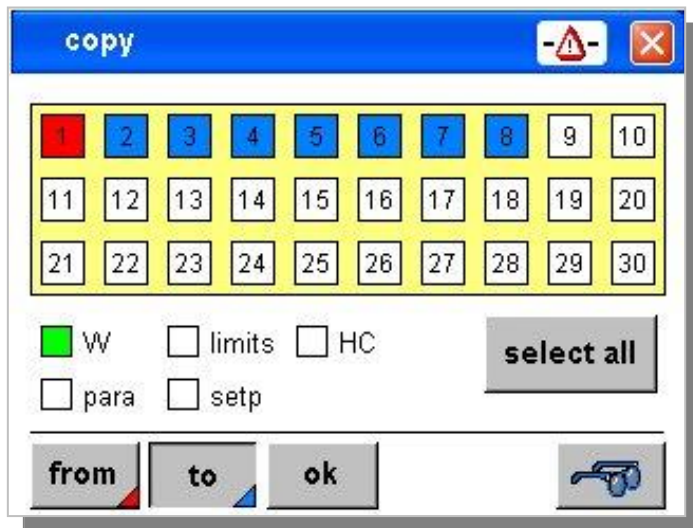 copy
1 2 3 4 5 6 7 8 9 10
11 12 13 14 15 16 17 18 19 20
21 22 23 24 25 26 27 28 29 30
W limits HC select all
para setp
from to ok